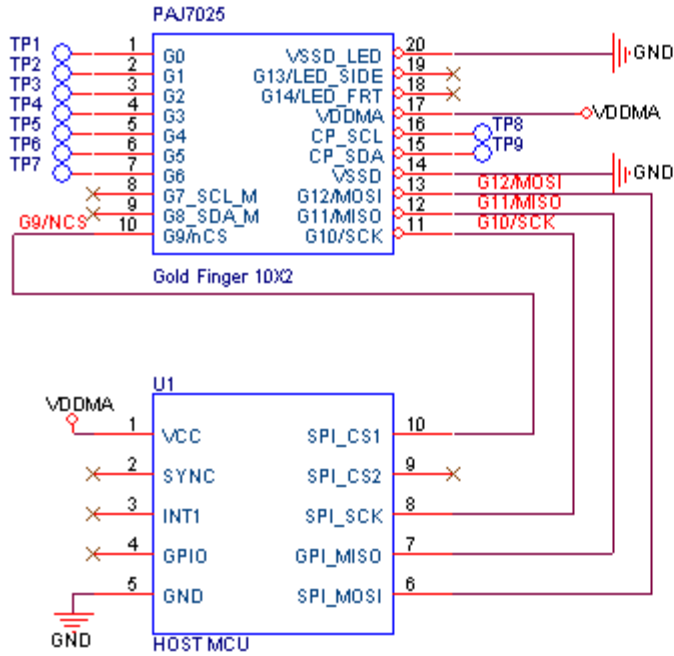 PAJ7025
TP1 1 G0 VSSD_LED 20 GND
TP2 2 G1 G13/LED_SIDE 19
TP3 3 G2 G14/LED_FRT 18
TP4 4 G3 VDDMA 17 VDDMA
TP5 5 G4 CP_SCL 16 TP8
TP6 6 G5 CP_SDA 15 TP9
TP7 7 G6 VSSD 14 GND
8 G7_SCL_M G12/MOSI 13 G12/MOSI
9 G8_SDA_M G11/MISO 12 G11/MISO
G9/NCS 10 G9/nCS G10/SCK 11 G10/SCK
Gold Finger 10X2
U1
VDDMA
1 VCC SPI_CS1 10
2 SYNC SPI_CS2 9
3 INT1 SPI_SCK 8
4 GPIO GPI_MISO 7
5 GND SPI_MOSI 6
GND
HOST MCU